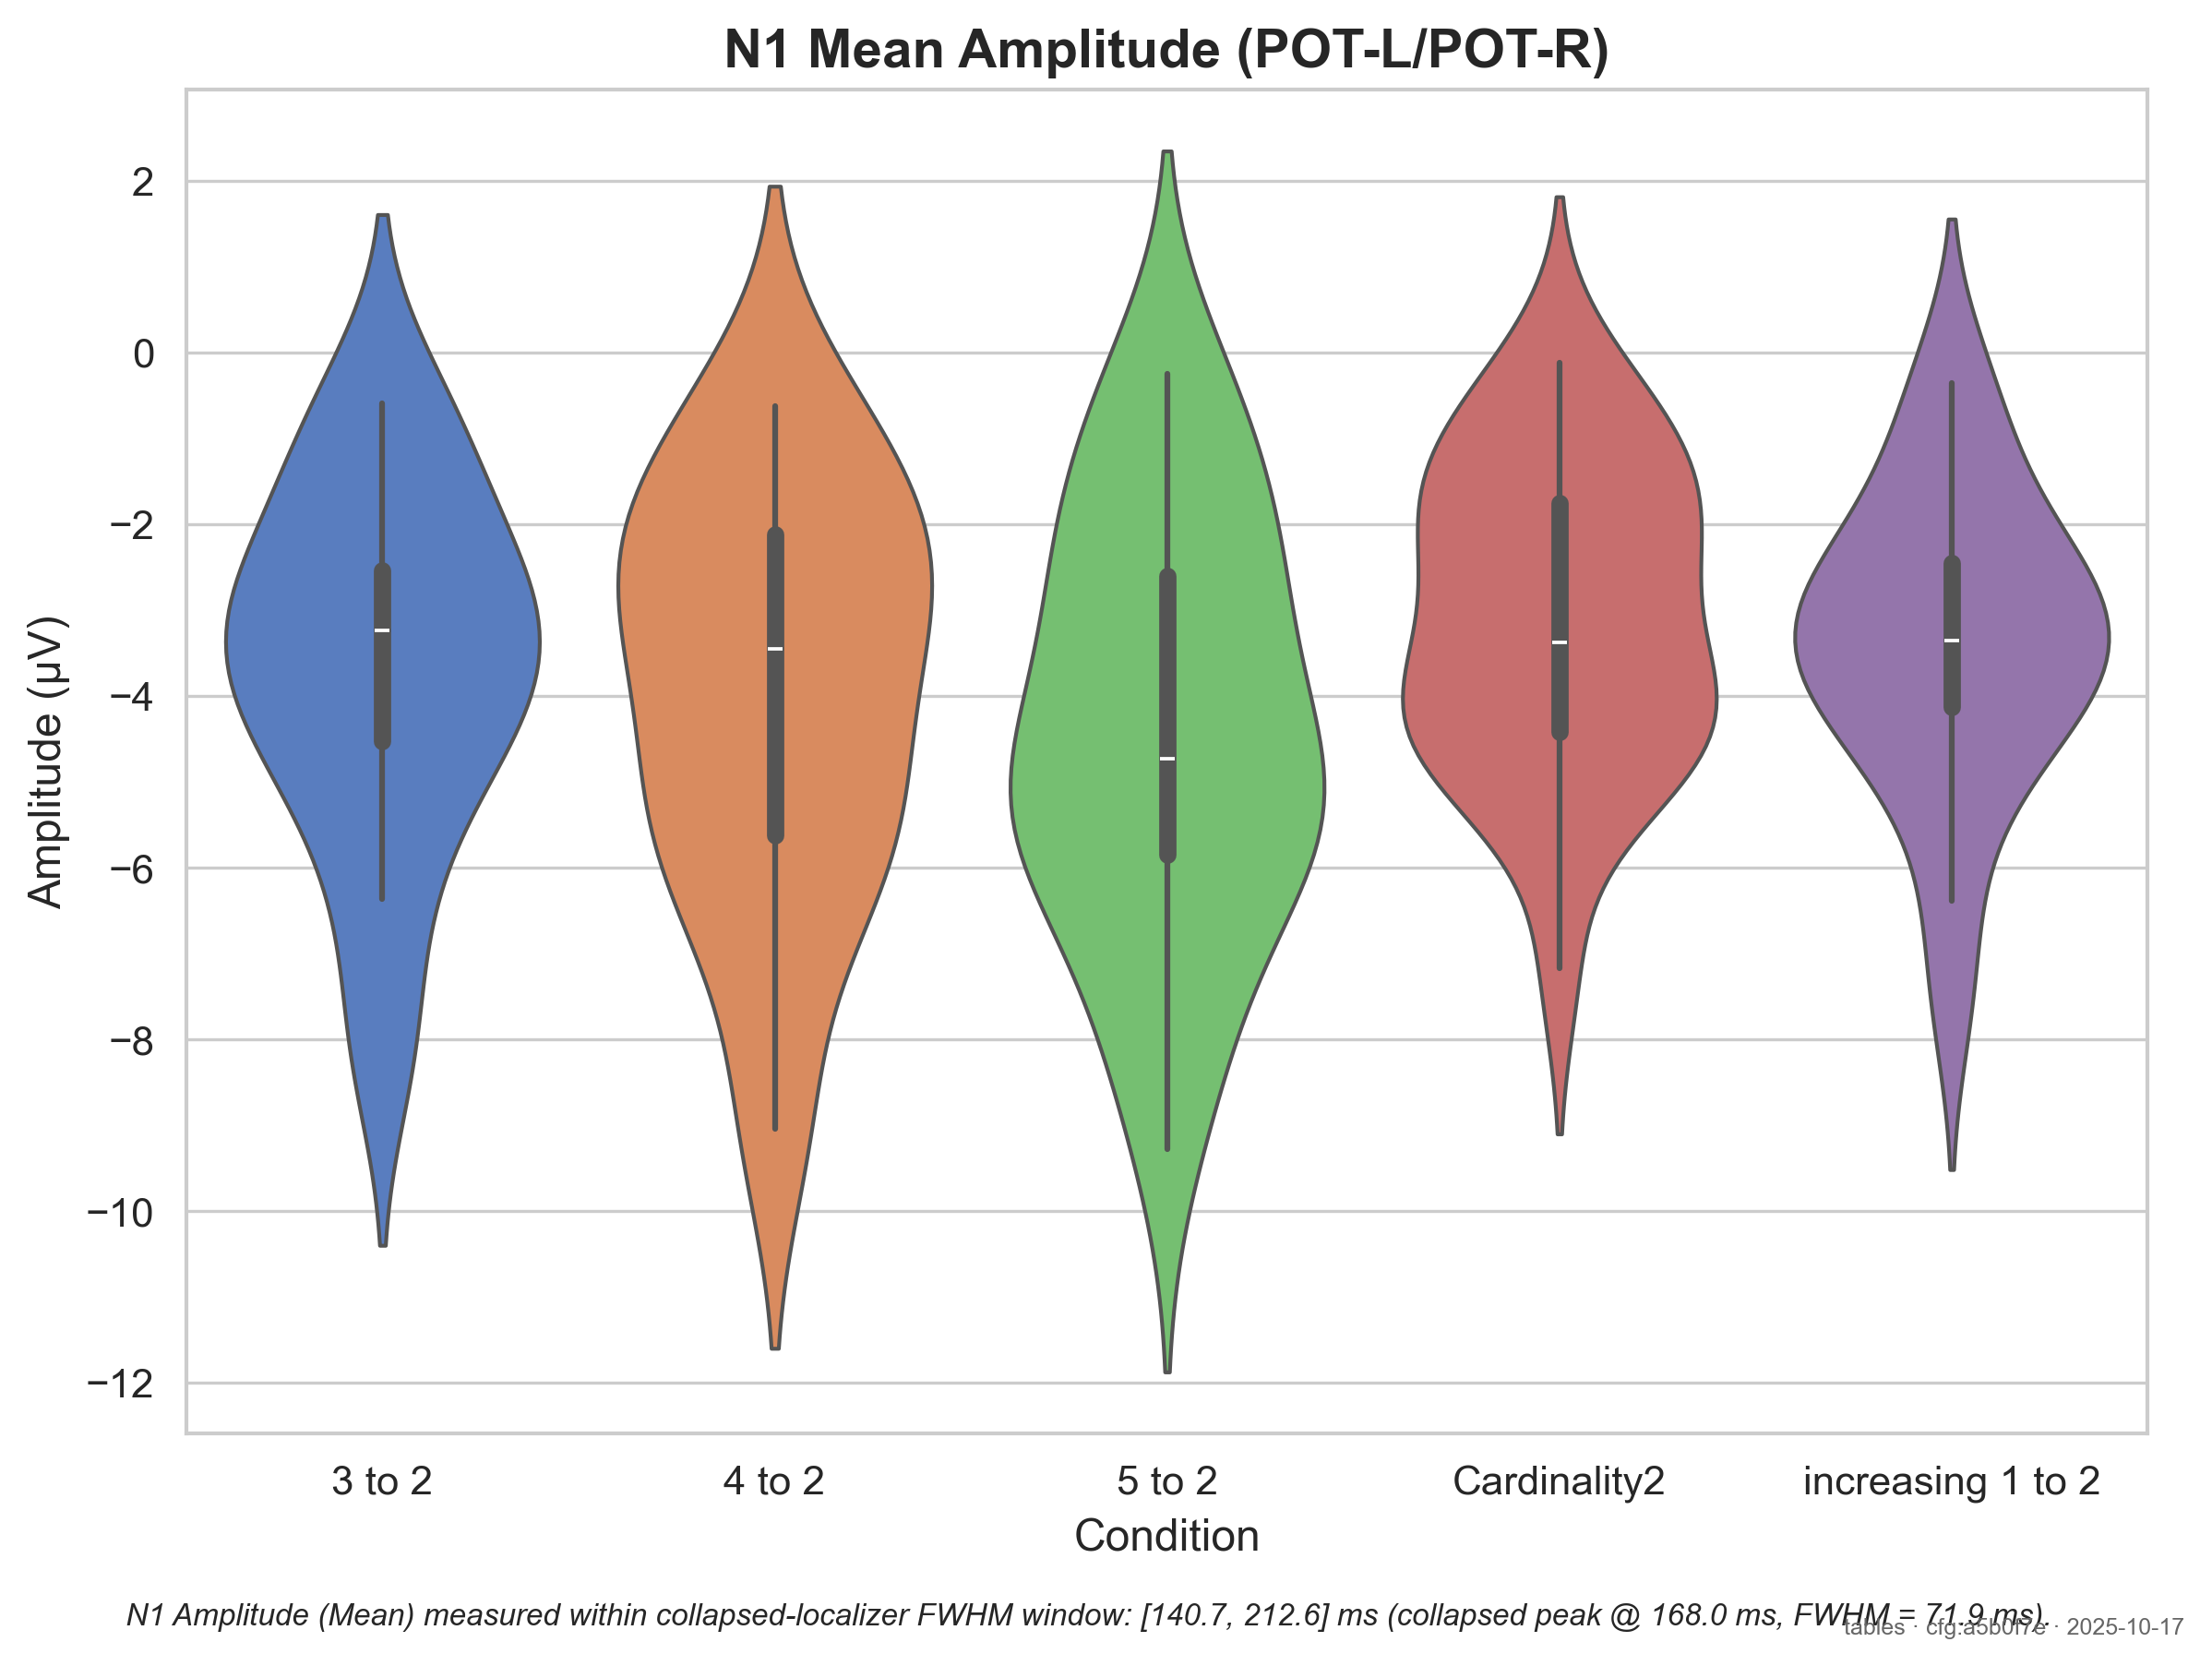 N1 Mean Amplitude (POT-L/POT-R)
Amplitude (µV)
2
0
−2
−4
−6
−8
−10
−12
3 to 2
4 to 2
5 to 2
Cardinality2
increasing 1 to 2
Condition
N1 Amplitude (Mean) measured within collapsed-localizer FWHM window: [140.7, 212.6] ms (collapsed peak @ 168.0 ms, FWHM = 71.9 ms).
tables · cfg:a5b0f7e · 2025-10-17